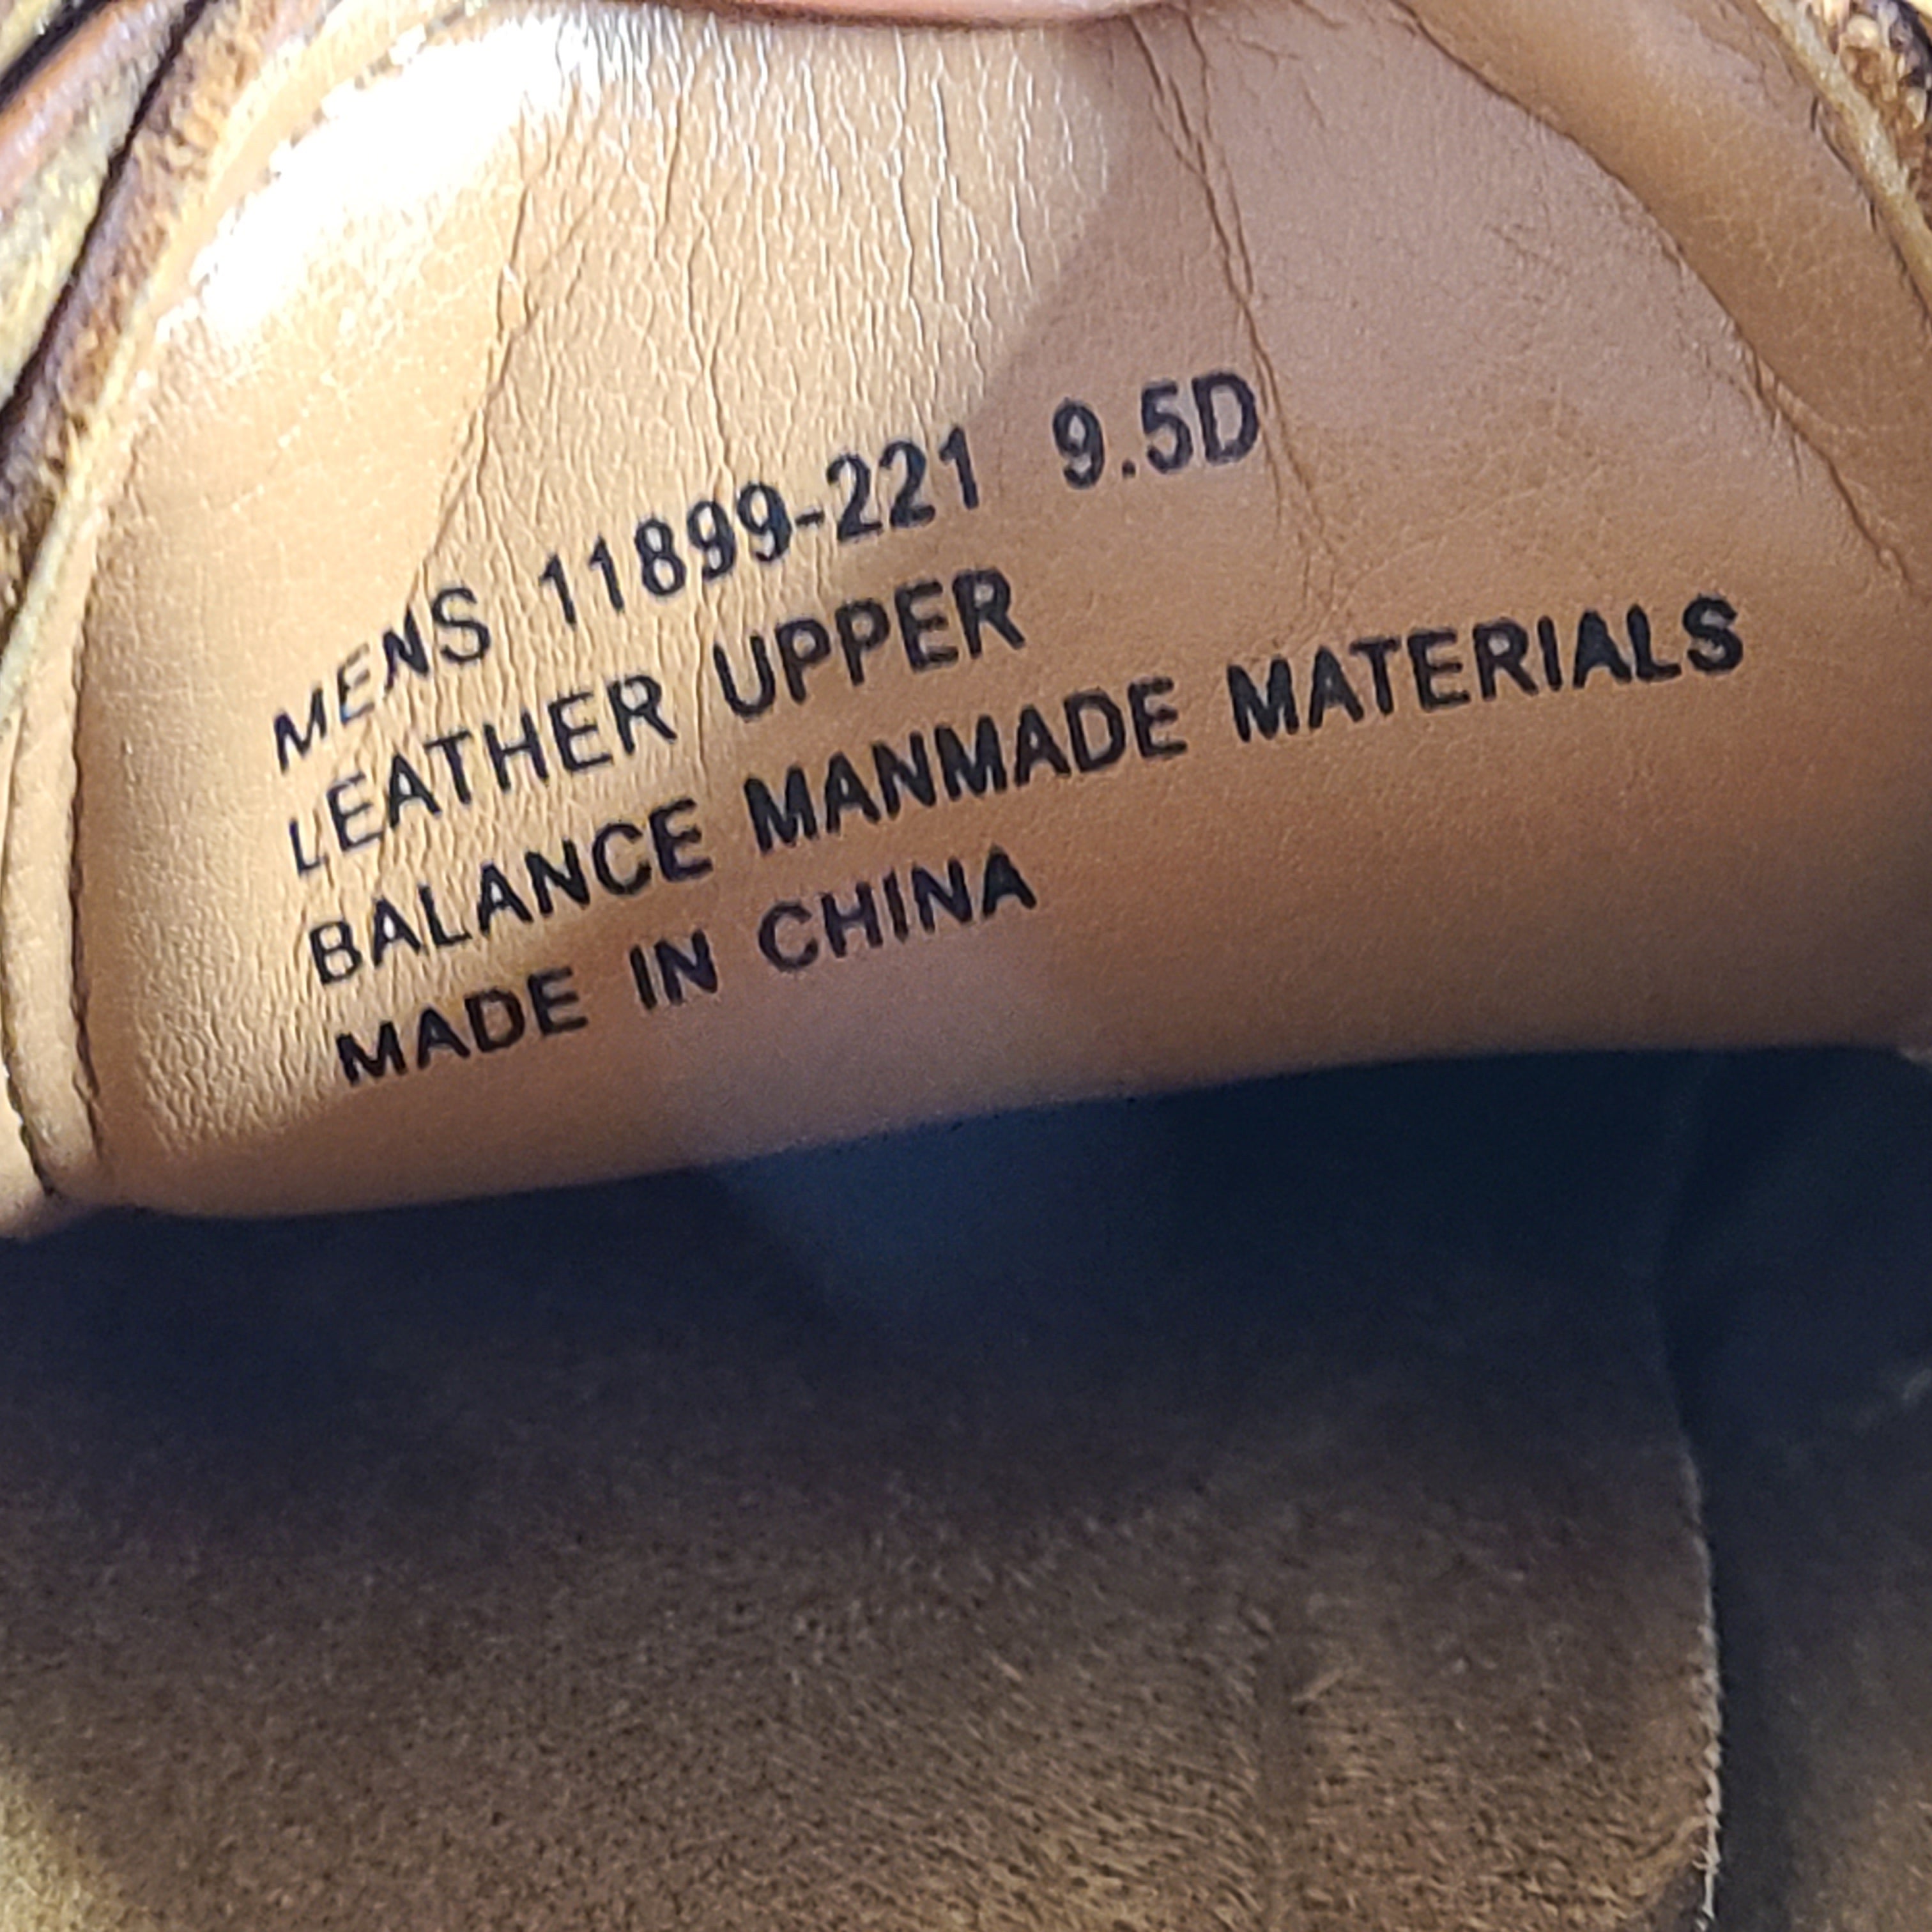 MENS 11899-221 9.5D
LEATHER UPPER
BALANCE MANMADE MATERIALS
MADE IN CHINA